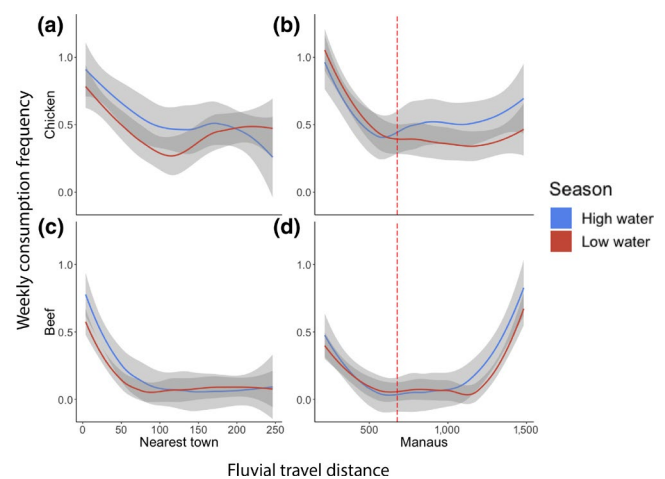 (a)
(b)
1.0
0.5
0.0
Chicken
Weekly consumption frequency
(c)
(d)
1.0
0.5
0.0
Beef
0 50 100 150 200 250
500 1,000 1,500
Nearest town
Manaus
Fluvial travel distance
Season
High water
Low water